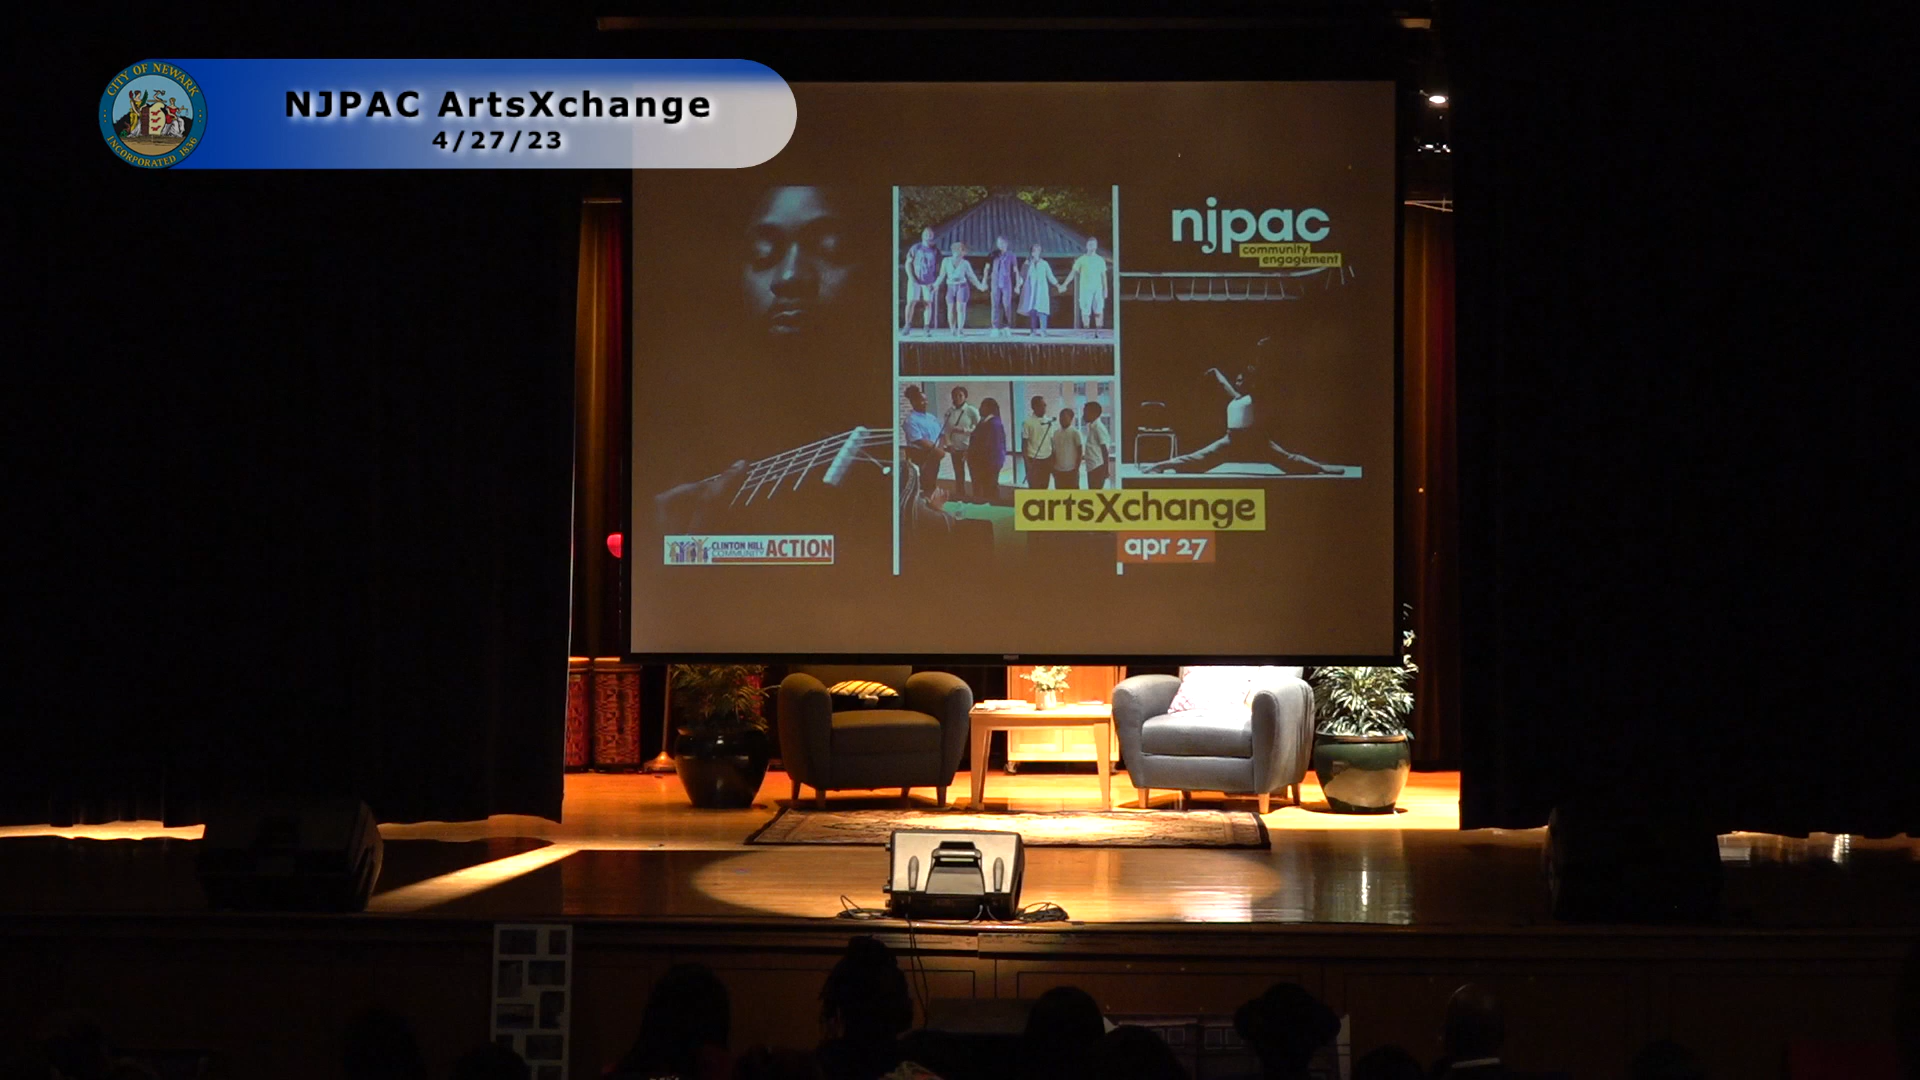 CITY OF NEWARK
INCORPORATED 1836
NJPAC ArtsXchange
4/27/23
njpac
community
engagement
artsXchange
apr 27
CLINTON HILL
COMMUNITY ACTION